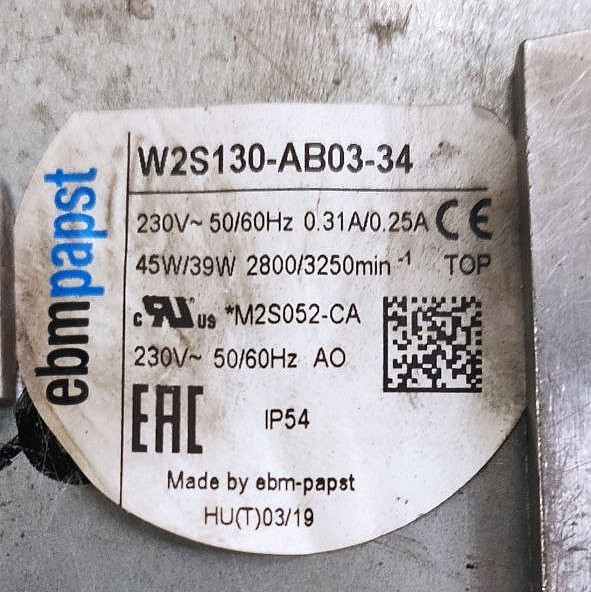 ebmpapst
W2S130-AB03-34
230V~ 50/60Hz 0.31A/0.25A CE
45W/39W 2800/3250min⁻¹ TOP
c RU us *M2S052-CA
230V~ 50/60Hz AO
EAC
IP54
Made by ebm-papst
HU(T)03/19